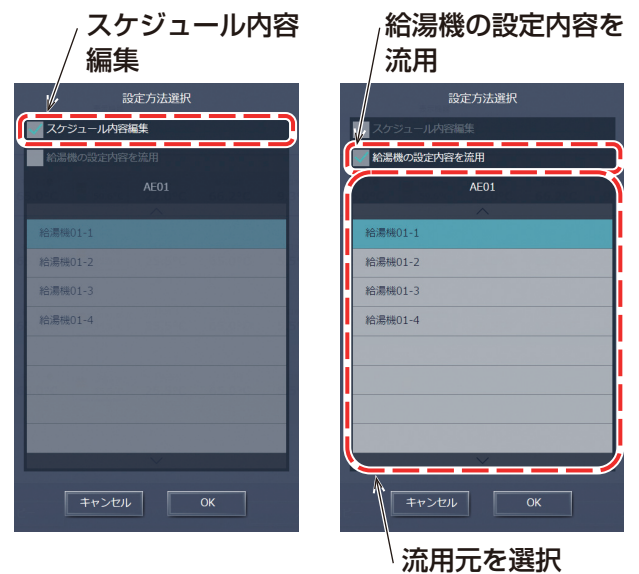 スケジュール内容
編集
設定方法選択
スケジュール内容編集
給湯機の設定内容を流用
AE01
給湯機01-1
給湯機01-2
給湯機01-3
給湯機01-4
キャンセル
OK
給湯機の設定内容を
流用
設定方法選択
スケジュール内容編集
給湯機の設定内容を流用
AE01
給湯機01-1
給湯機01-2
給湯機01-3
給湯機01-4
キャンセル
OK
流用元を選択